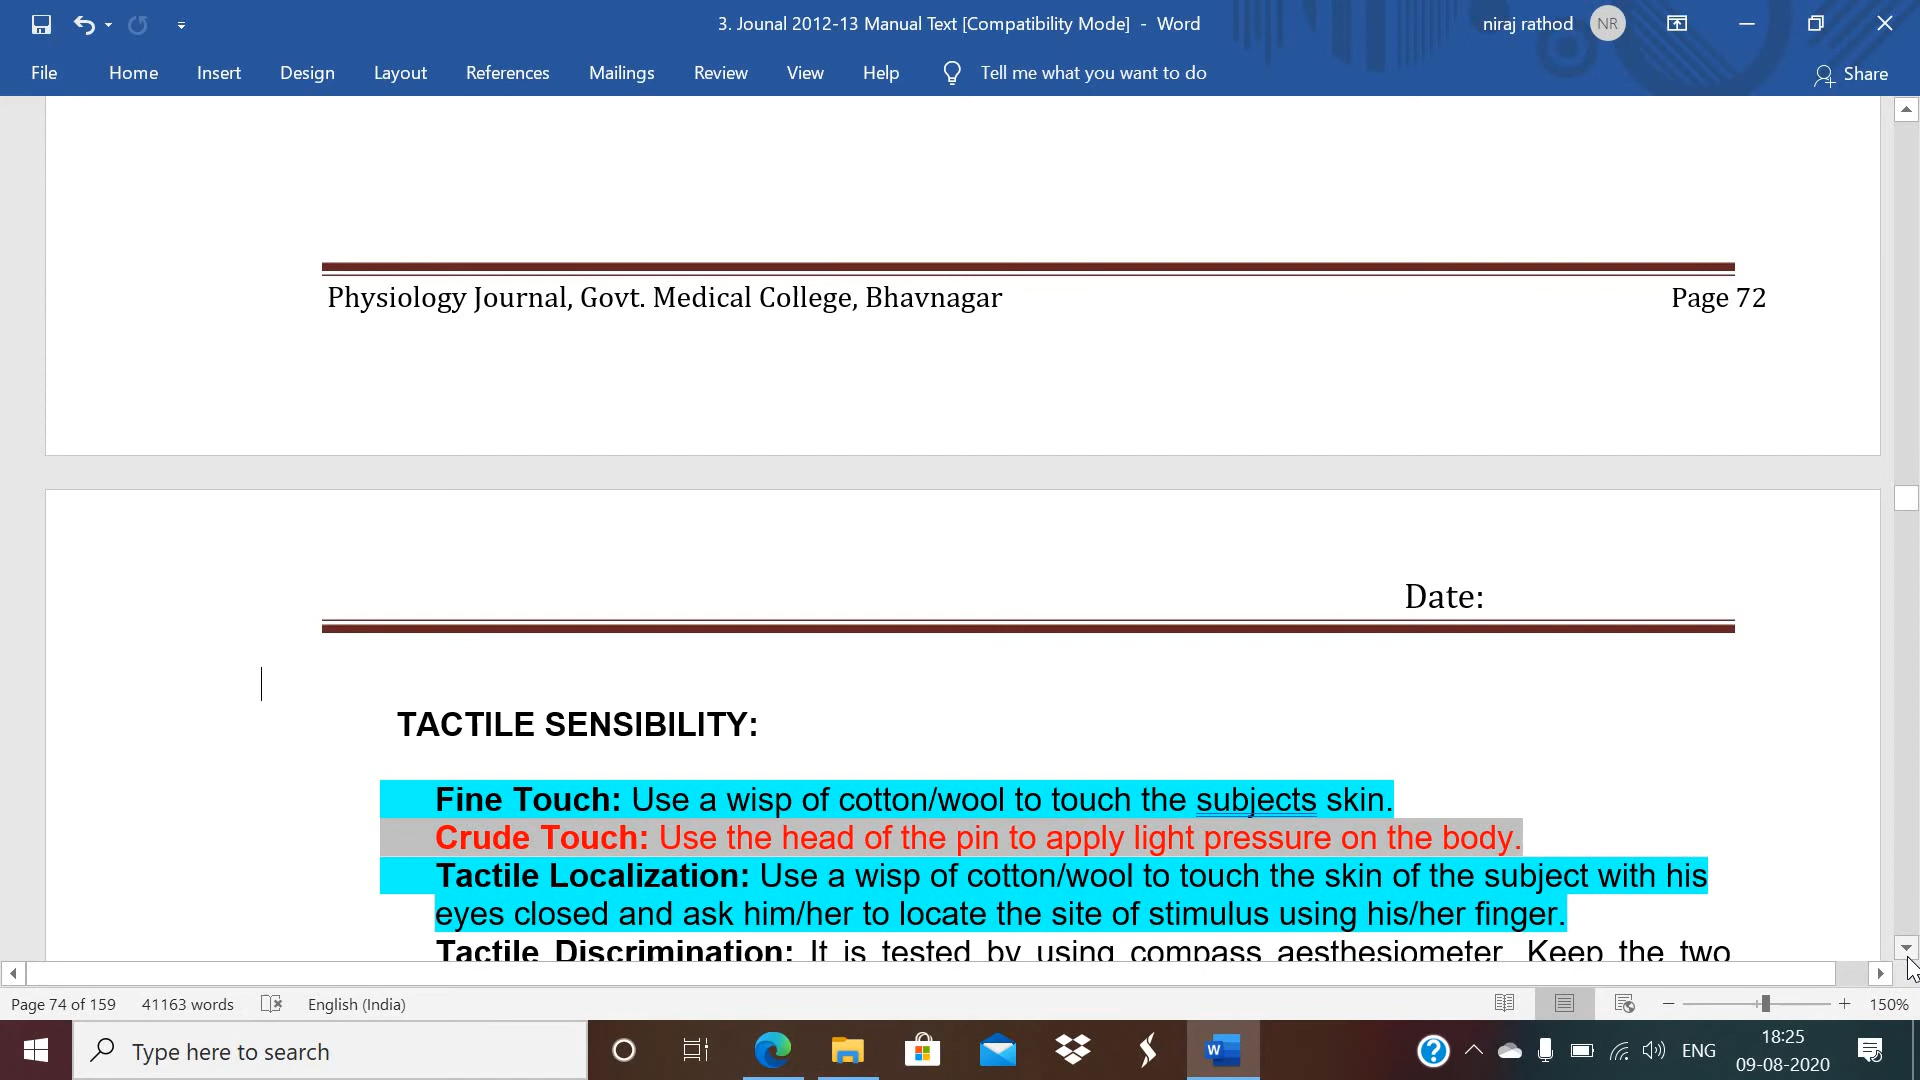 3. Jounal 2012-13 Manual Text [Compatibility Mode] - Word
niraj rathod
NR
File
Home
Insert
Design
Layout
References
Mailings
Review
View
Help
Tell me what you want to do
Share
Physiology Journal, Govt. Medical College, Bhavnagar
Page 72
Date:
TACTILE SENSIBILITY:
Fine Touch: Use a wisp of cotton/wool to touch the subjects skin.
Crude Touch: Use the head of the pin to apply light pressure on the body.
Tactile Localization: Use a wisp of cotton/wool to touch the skin of the subject with his
eyes closed and ask him/her to locate the site of stimulus using his/her finger.
Tactile Discrimination: It is tested by using compass aesthesiometer. Keep the two
Page 74 of 159
41163 words
English (India)
150%
Type here to search
W
?
ENG
18:25
09-08-2020